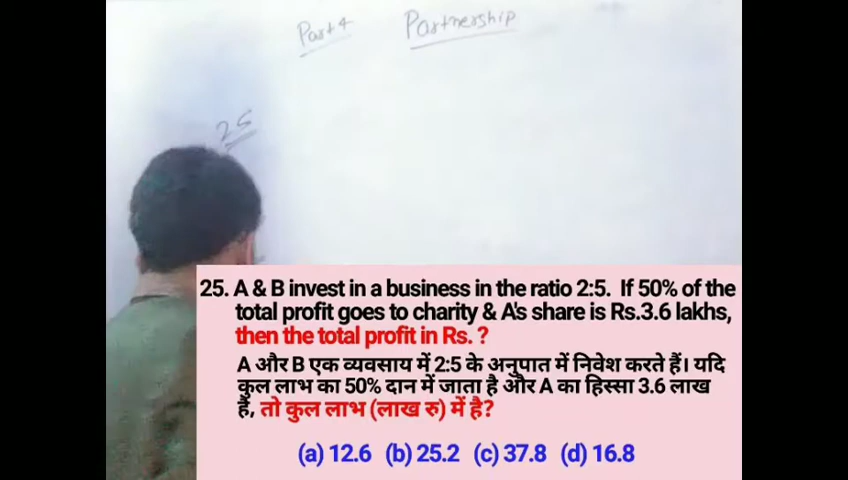 Part 4
Partnership
25
25. A & B invest in a business in the ratio 2:5. If 50% of the
total profit goes to charity & A's share is Rs.3.6 lakhs,
then the total profit in Rs. ?
A और B एक व्यवसाय में 2:5 के अनुपात में निवेश करते हैं। यदि
कुल लाभ का 50% दान में जाता है और A का हिस्सा 3.6 लाख
है, तो कुल लाभ (लाख रु) में है?
(a) 12.6 (b) 25.2 (c) 37.8 (d) 16.8